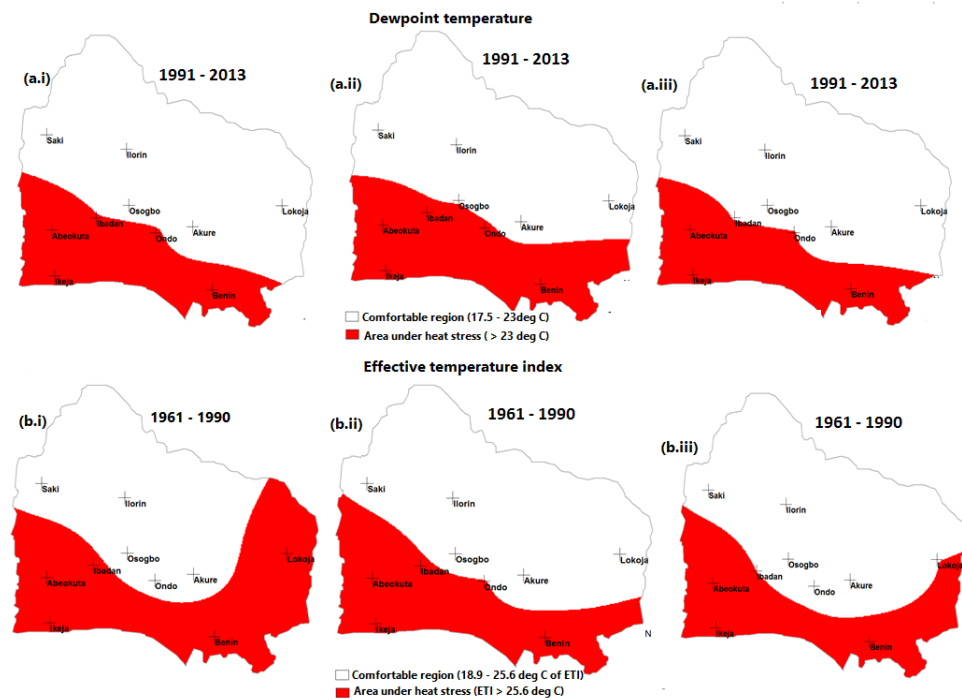 Dewpoint temperature
(a.i)
1991 - 2013
Saki
Ilorin
Osogbo
Ibadan
Lokoja
Abeokuta
Ondo
Akure
Ikeja
Benin
(a.ii)
1991 - 2013
Saki
Ilorin
Osogbo
Lokoja
Ibadan
Abeokuta
Ondo
Akure
Ikeja
Benin
(a.iii)
1991 - 2013
Saki
Ilorin
Osogbo
Lokoja
Ibadan
Abeokuta
Ondo
Akure
Ikeja
Benin
Comfortable region (17.5 - 23deg C)
Area under heat stress ( > 23 deg C)
Effective temperature index
(b.i)
1961 - 1990
Saki
Ilorin
Osogbo
Lokoja
Ibadan
Abeokuta
Ondo
Akure
Ikeja
Benin
(b.ii)
1961 - 1990
Saki
Ilorin
Osogbo
Lokoja
Ibadan
Abeokuta
Ondo
Akure
Ikeja
Benin
N
(b.iii)
1961 - 1990
Saki
Ilorin
Osogbo
Lokoja
Ibadan
Abeokuta
Ondo
Akure
Ikeja
Benin
Comfortable region (18.9 - 25.6 deg C of ETI)
Area under heat stress (ETI > 25.6 deg C)